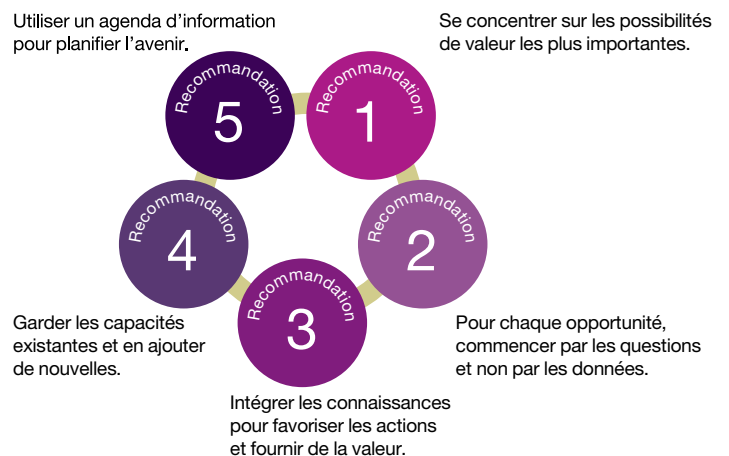 Utiliser un agenda d’information
pour planifier l’avenir.
Se concentrer sur les possibilités
de valeur les plus importantes.
Recommandation
5
Recommandation
1
Recommandation
4
Recommandation
2
Recommandation
3
Garder les capacités
existantes et en ajouter
de nouvelles.
Pour chaque opportunité,
commencer par les questions
et non par les données.
Intégrer les connaissances
pour favoriser les actions
et fournir de la valeur.